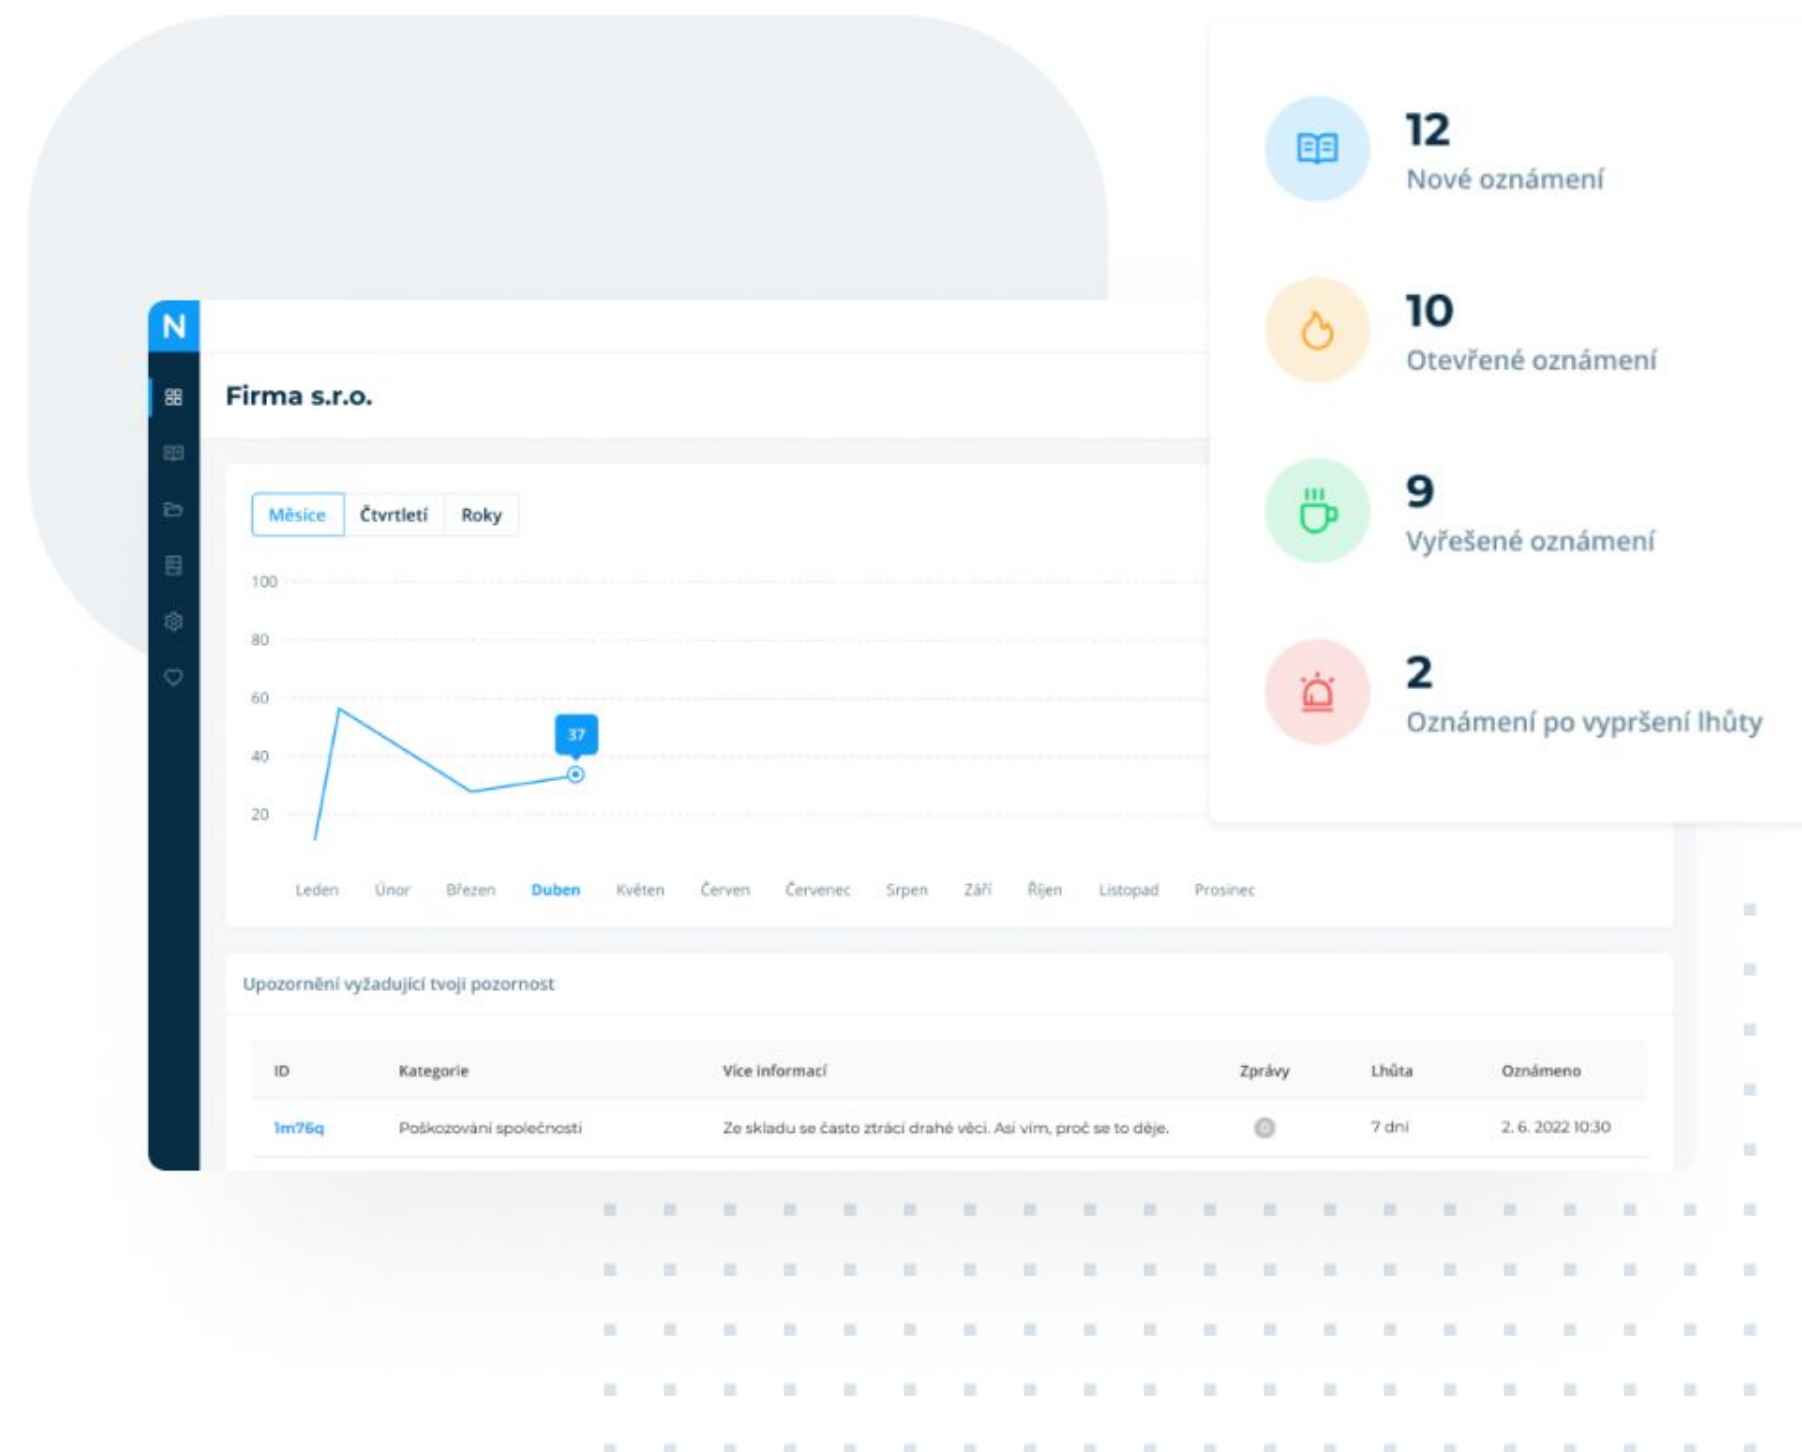 N
Firma s.r.o.
Měsíce Čtvrtletí Roky
100
80
60
40
20
37
Leden Únor Březen Duben Květen Červen Červenec Srpen Září Říjen Listopad Prosinec
12
Nové oznámení
10
Otevřené oznámení
9
Vyřešené oznámení
2
Oznámení po vypršení lhůty
Upozornění vyžadující tvoji pozornost
ID Kategorie Více informací Zprávy Lhůta Oznámeno
1m76q Poškozování společnosti Ze skladu se často ztrácí drahé věci. Asi vím, proč se to děje. 0 7 dní 2. 6. 2022 10:30